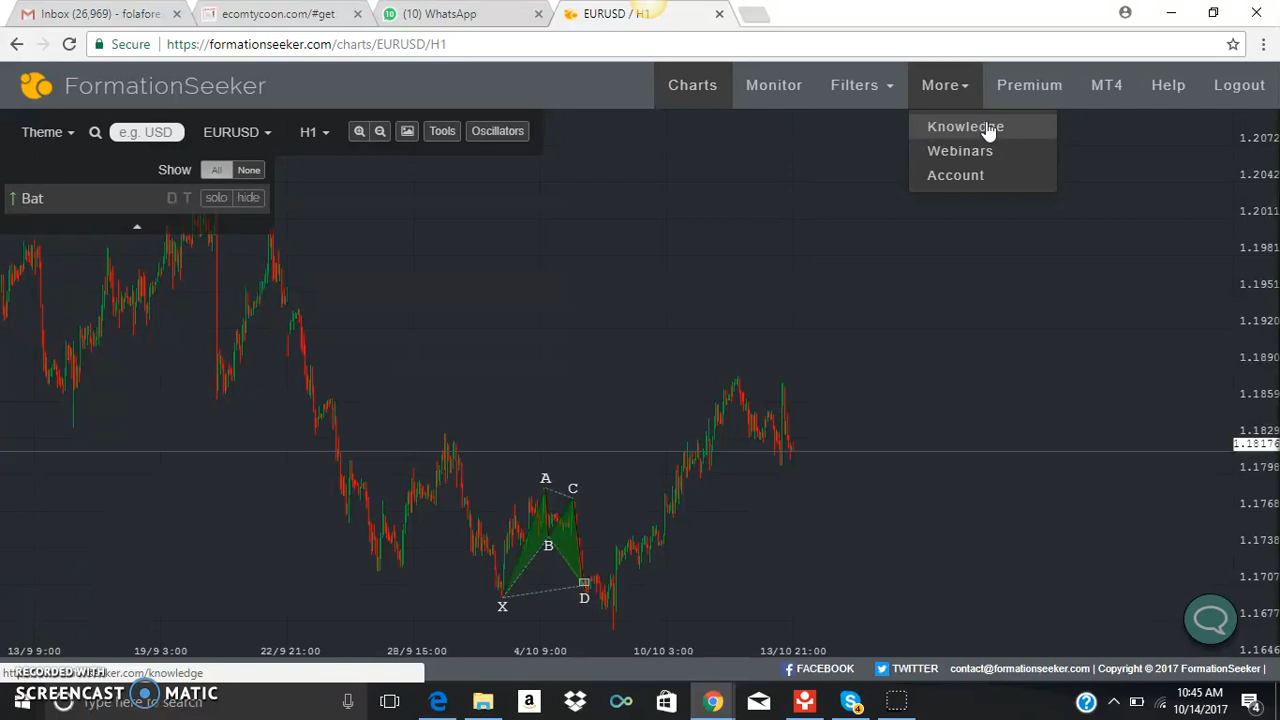 Inbox (26,969) - folafore
ecomtycoon.com/#get
(10) WhatsApp
EURUSD / H1
Secure
https://formationseeker.com/charts/EURUSD/H1
FormationSeeker
Charts
Monitor
Filters
More
Premium
MT4
Help
Logout
Theme
e.g. USD
EURUSD
H1
Tools
Oscillators
Knowledge
Webinars
Account
Show
All
None
Bat
D T
solo
hide
1.2072
1.2042
1.2011
1.1981
1.1951
1.1920
1.1890
1.1859
1.1829
1.18176
1.1798
1.1768
1.1738
1.1707
1.1677
1.1646
A
C
B
D
X
13/9 9:00
19/3 9:00
22/9 21:00
28/9 15:00
4/10 9:00
10/10 3:00
13/10 21:00
FACEBOOK
TWITTER
contact@formationseeker.com | Copyright © 2017 FormationSeeker |
seeker.com/knowledge
RECORDED WITH
SCREENCAST MATIC
Type here to search
10:45 AM
10/14/2017